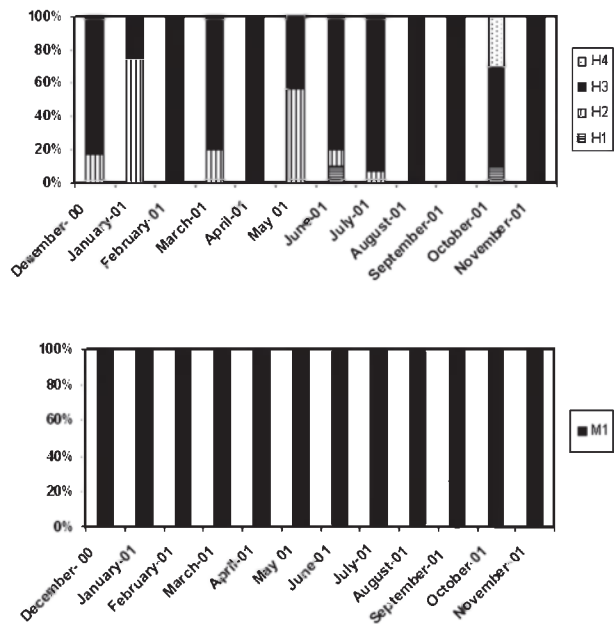 100%
80%
60%
40%
20%
0%
December- 00
January-01
February-01
March-01
April-01
May 01
June-01
July-01
August-01
September-01
October-01
November-01
H4
H3
H2
H1
100%
80%
60%
40%
20%
0%
December- 00
January-01
February-01
March-01
April-01
May 01
June-01
July-01
August-01
September-01
October-01
November-01
M1